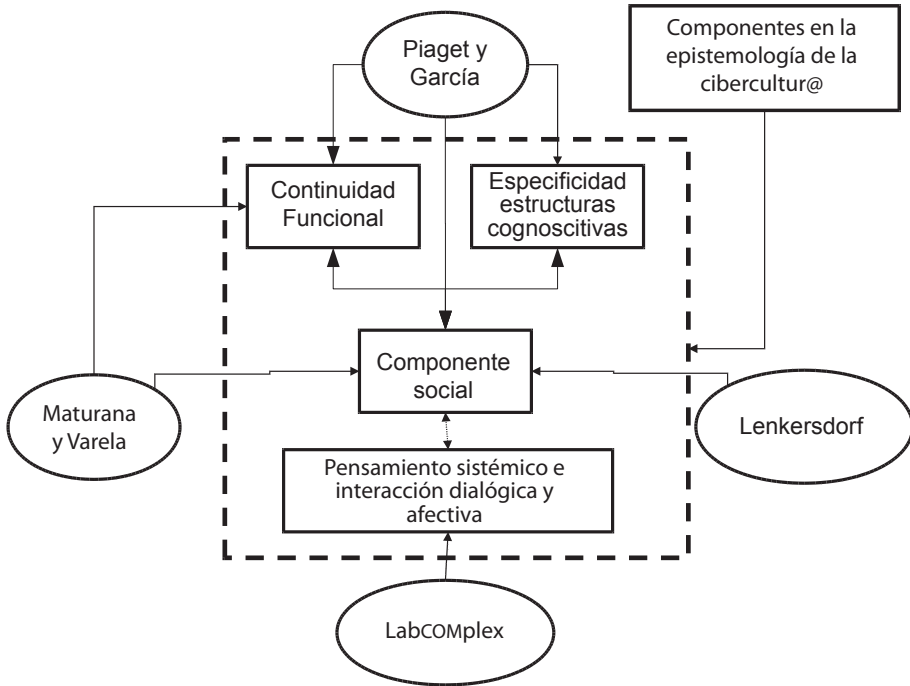 Piaget y
García
Componentes en la
epistemología de la
cibercultur@
Continuidad
Funcional
Especificidad
estructuras
cognoscitivas
Componente
social
Maturana
y Varela
Lenkersdorf
Pensamiento sistémico e
interacción dialógica y
afectiva
LabCOMplex